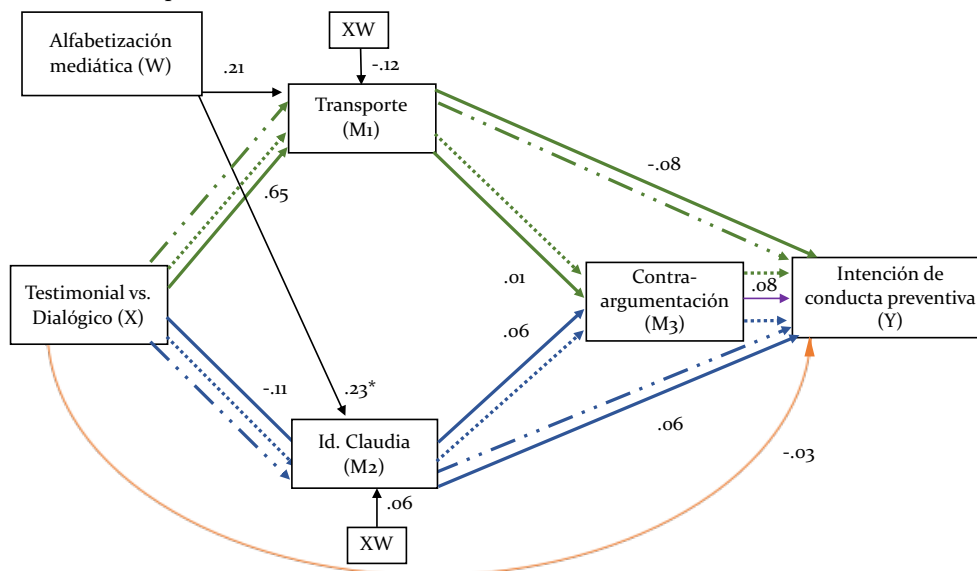 Alfabetización
mediática (W)
XW
.21
-.12
Transporte
(M1)
-.08
.65
.01
Testimonial vs.
Dialógico (X)
Contra-
argumentación
(M3)
.08
Intención de
conducta preventiva
(Y)
.06
-.11
.23*
.06
Id. Claudia
(M2)
-.03
.06
XW